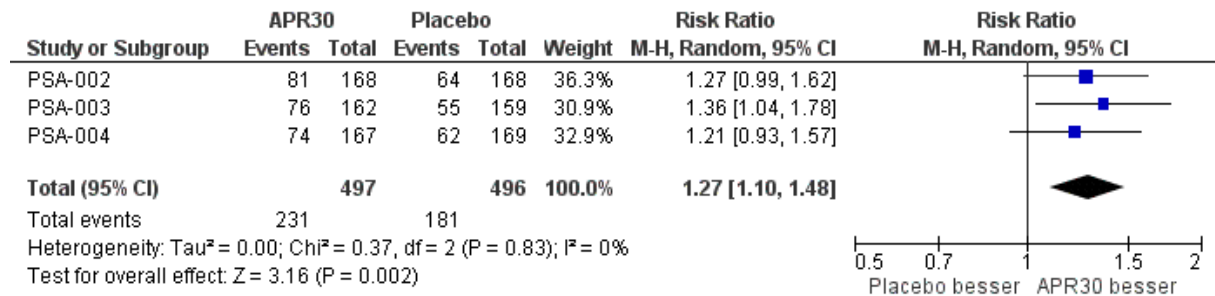 APR30 Placebo Risk Ratio Risk Ratio
Study or Subgroup Events Total Events Total Weight M-H, Random, 95% CI M-H, Random, 95% CI
PSA-002 81 168 64 168 36.3% 1.27 [0.99, 1.62]
PSA-003 76 162 55 159 30.9% 1.36 [1.04, 1.78]
PSA-004 74 167 62 169 32.9% 1.21 [0.93, 1.57]
Total (95% CI) 497 496 100.0% 1.27 [1.10, 1.48]
Total events 231 181
Heterogeneity: Tau² = 0.00; Chi² = 0.37, df = 2 (P = 0.83); I² = 0%
Test for overall effect: Z = 3.16 (P = 0.002)
0.5 0.7 1 1.5 2
Placebo besser APR30 besser